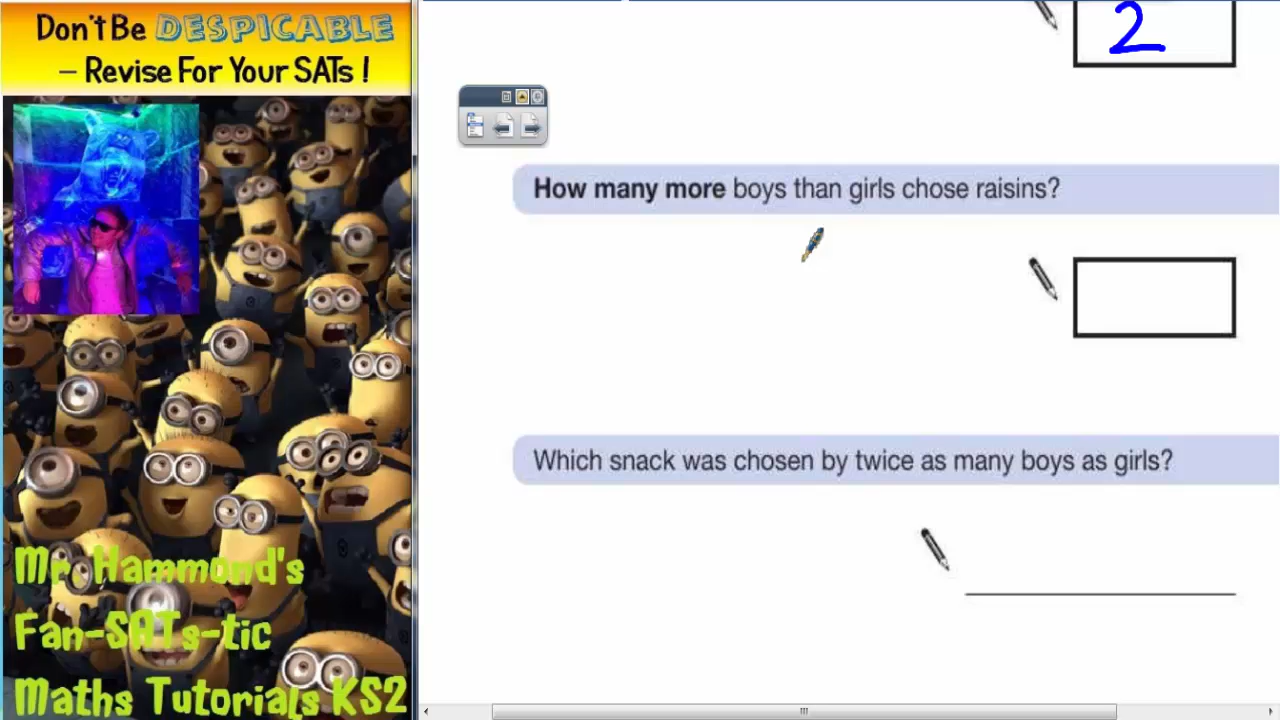 Don't Be DESPICABLE
– Revise For Your SATs !
2
How many more boys than girls chose raisins?
Which snack was chosen by twice as many boys as girls?
Mr. Hammond's
Fan-SATs-tic
Maths Tutorials KS2